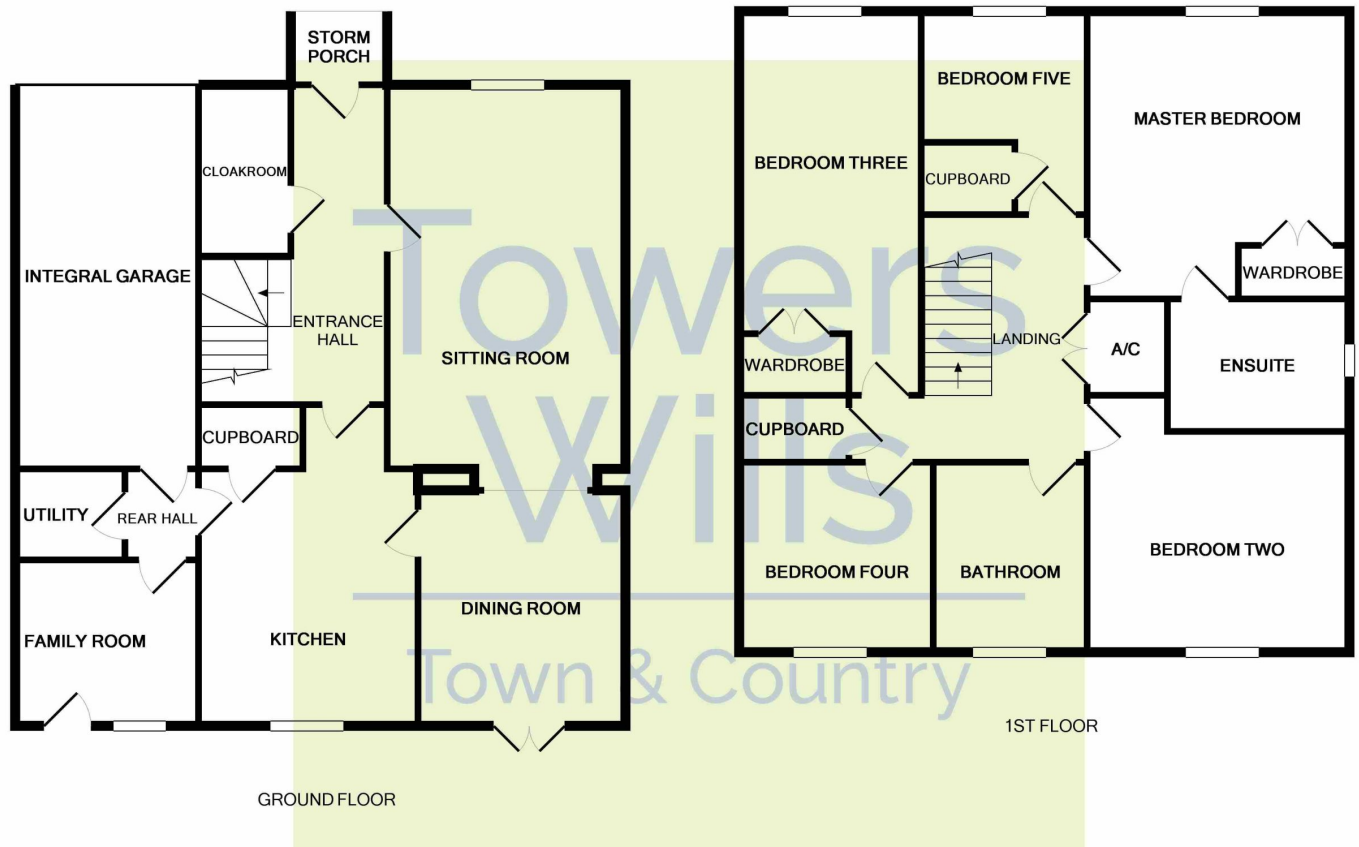 STORM
PORCH
CLOAKROOM
INTEGRAL GARAGE
ENTRANCE
HALL
SITTING ROOM
CUPBOARD
UTILITY
REAR HALL
FAMILY ROOM
KITCHEN
DINING ROOM
GROUND FLOOR
BEDROOM FIVE
MASTER BEDROOM
BEDROOM THREE
CUPBOARD
WARDROBE
LANDING
A/C
ENSUITE
WARDROBE
CUPBOARD
BEDROOM TWO
BEDROOM FOUR
BATHROOM
1ST FLOOR
Towers
Wills
Town & Country